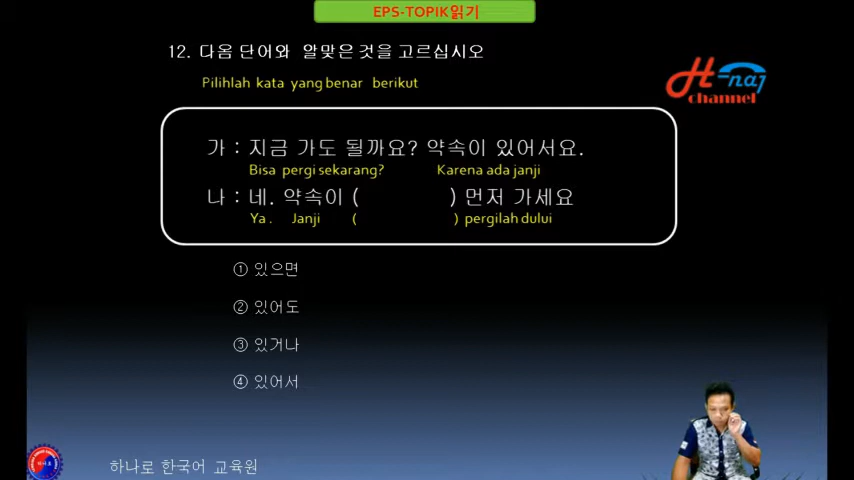 EPS-TOPIK읽기
12. 다옴 단어와 알맞은 것을 고르십시오
Pilihlah kata yang benar berikut
H-naj
channel
가 : 지금 가도 될까요? 약속이 있어서요.
Bisa pergi sekarang? Karena ada janji
나 : 네. 약속이 ( ) 먼저 가세요
Ya . Janji ( ) pergilah dului
① 있으면
② 있어도
③ 있거나
④ 있어서
하나로 한국어 교육원